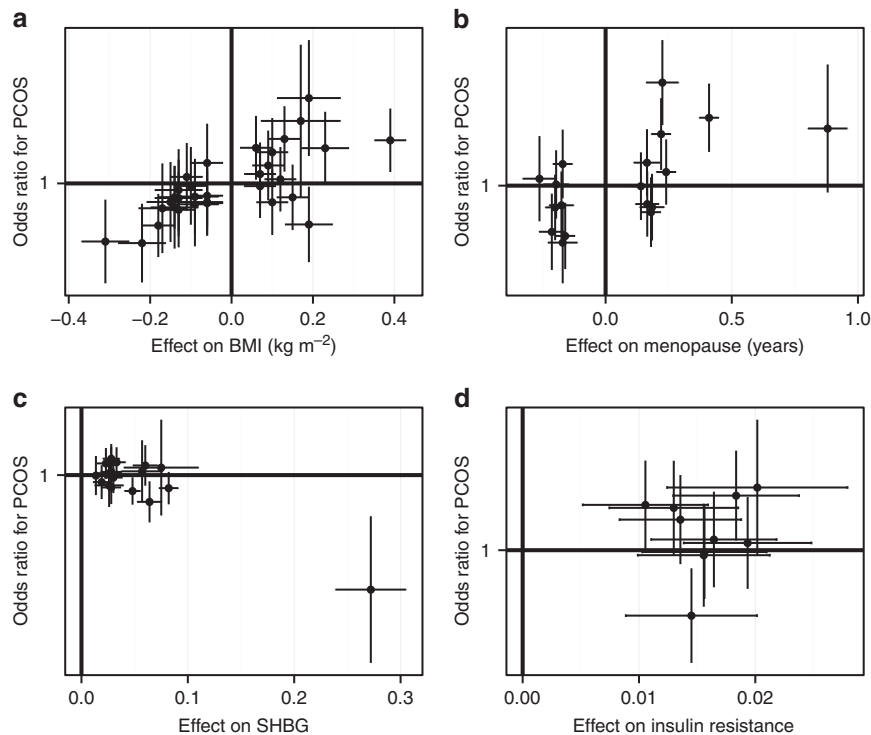 a
Odds ratio for PCOS
1
−0.4 −0.2 0.0 0.2 0.4
Effect on BMI (kg m⁻²)
b
Odds ratio for PCOS
1
0.0 0.5 1.0
Effect on menopause (years)
c
Odds ratio for PCOS
1
0.0 0.1 0.2 0.3
Effect on SHBG
d
Odds ratio for PCOS
1
0.00 0.01 0.02
Effect on insulin resistance